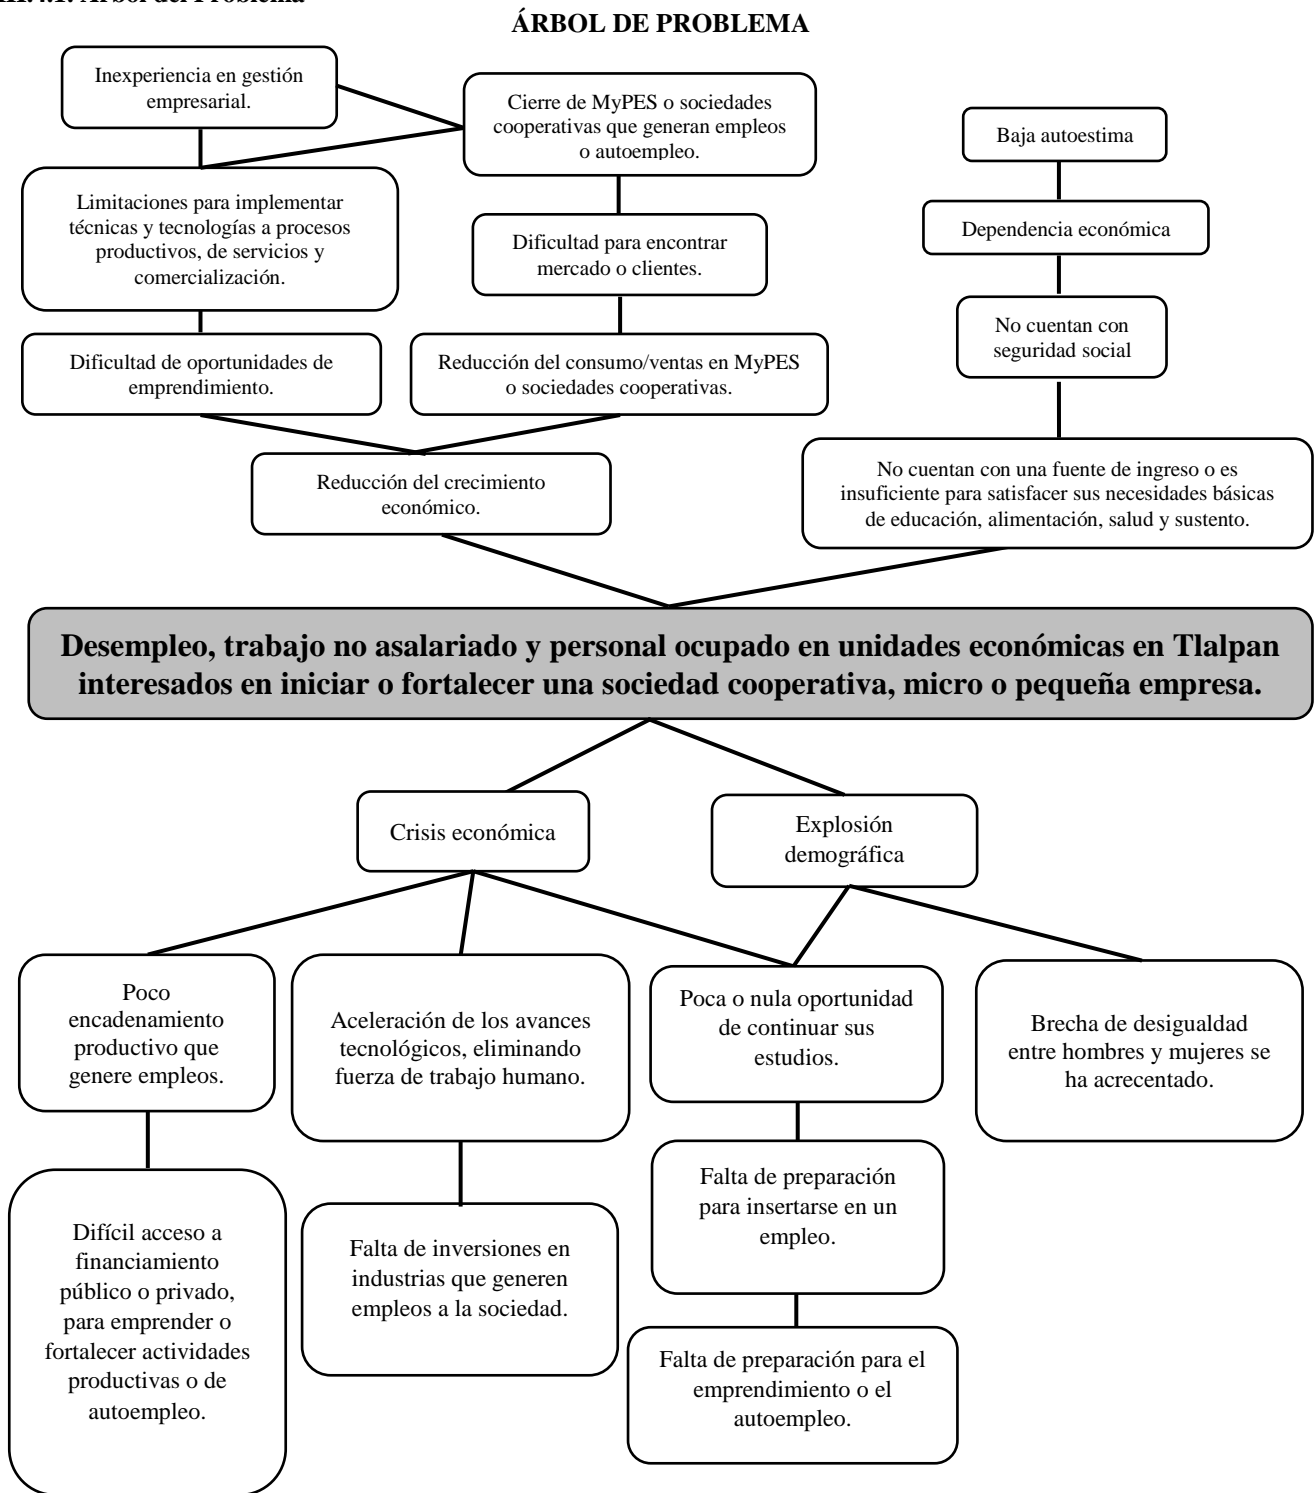 III.4.1. Árbol del Problema
ÁRBOL DE PROBLEMA
Inexperiencia en gestión
empresarial.
Cierre de MyPES o sociedades
cooperativas que generan empleos
o autoempleo.
Baja autoestima
Limitaciones para implementar
técnicas y tecnologías a procesos
productivos, de servicios y
comercialización.
Dificultad para encontrar
mercado o clientes.
Dependencia económica
No cuentan con
seguridad social
Dificultad de oportunidades de
emprendimiento.
Reducción del consumo/ventas en MyPES
o sociedades cooperativas.
Reducción del crecimiento
económico.
No cuentan con una fuente de ingreso o es
insuficiente para satisfacer sus necesidades básicas
de educación, alimentación, salud y sustento.
Desempleo, trabajo no asalariado y personal ocupado en unidades económicas en Tlalpan
interesados en iniciar o fortalecer una sociedad cooperativa, micro o pequeña empresa.
Crisis económica
Explosión
demográfica
Poco
encadenamiento
productivo que
genere empleos.
Aceleración de los avances
tecnológicos, eliminando
fuerza de trabajo humano.
Poca o nula oportunidad
de continuar sus
estudios.
Brecha de desigualdad
entre hombres y mujeres se
ha acrecentado.
Difícil acceso a
financiamiento
público o privado,
para emprender o
fortalecer actividades
productivas o de
autoempleo.
Falta de inversiones en
industrias que generen
empleos a la sociedad.
Falta de preparación
para insertarse en un
empleo.
Falta de preparación para el
emprendimiento o el
autoempleo.